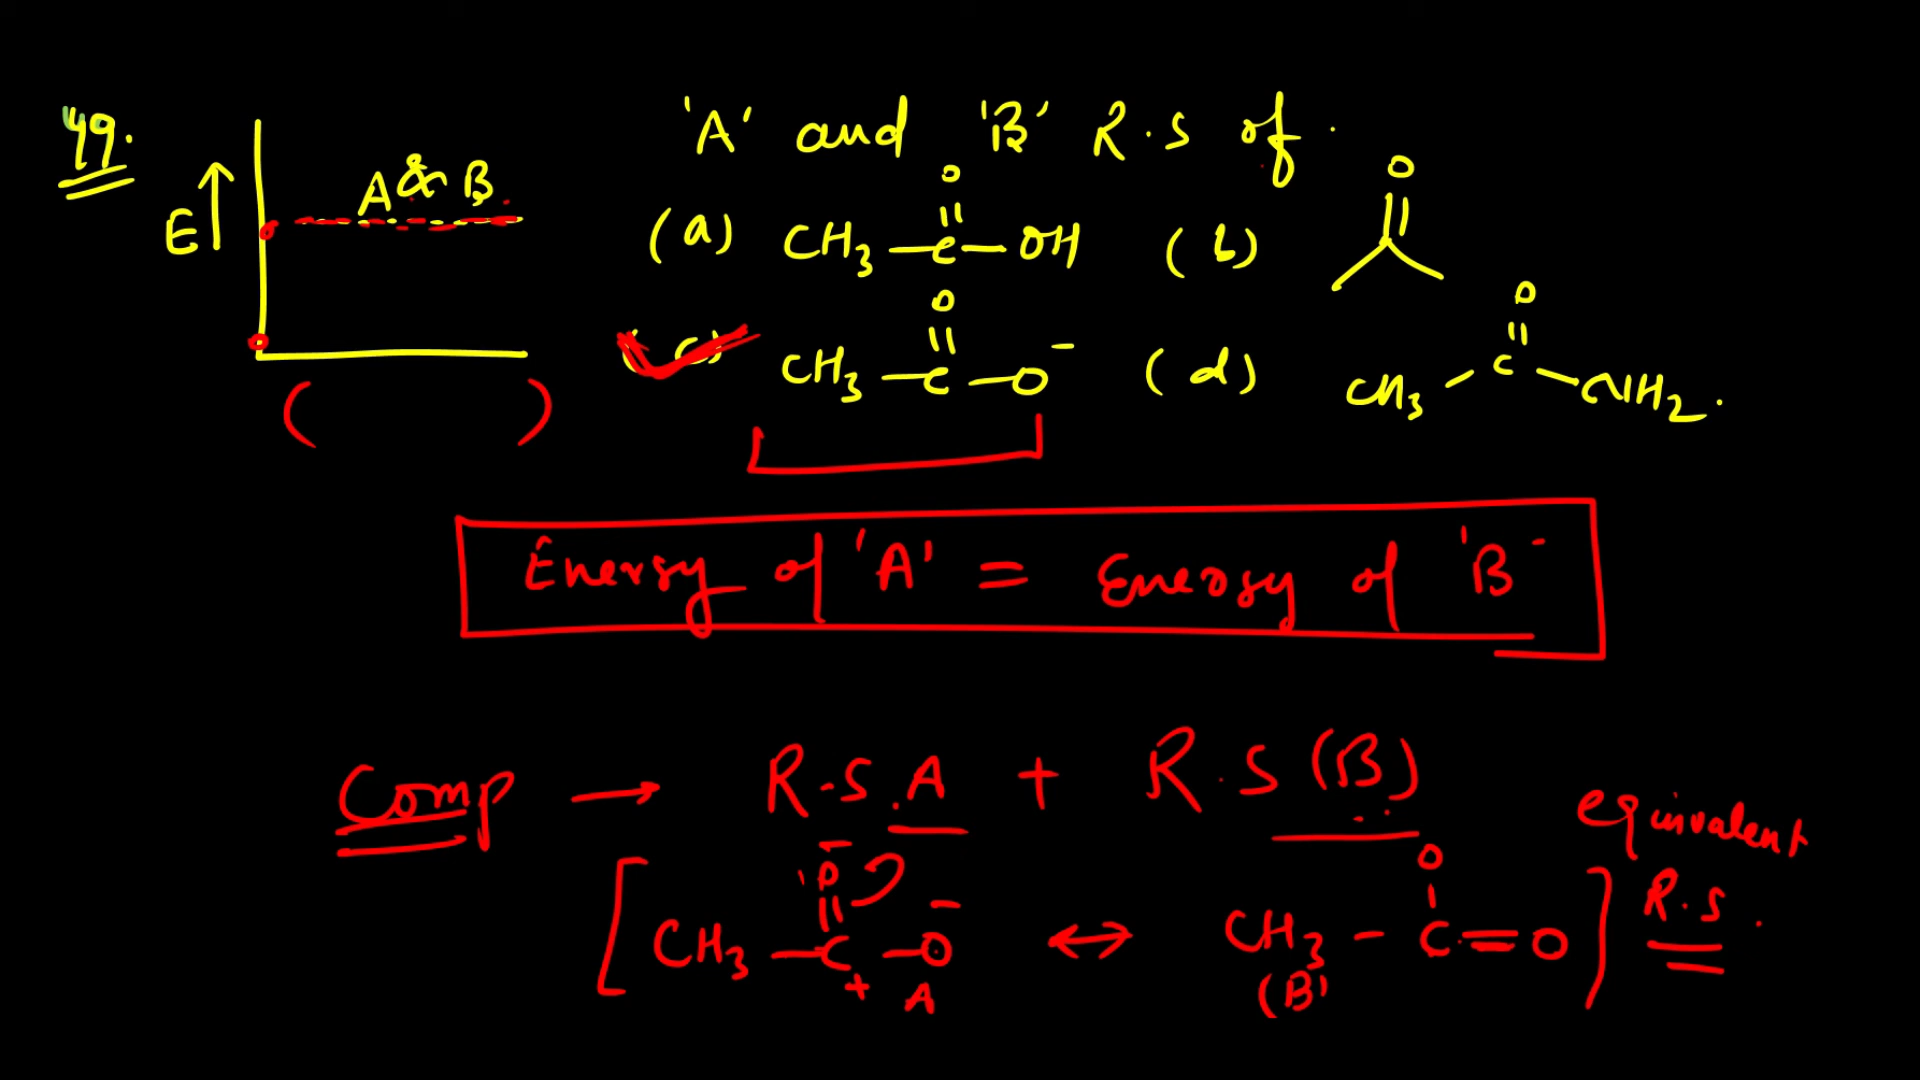 49.
'A' and 'B' R.S of
E
A & B
(a) CH3-C-OH (b)
O
O
(c) CH3-C-O⁻ (d) CH3-C-NH2.
O
O
Energy of 'A' = Energy of 'B'
Comp → R.S.A + R.S(B)
equivalent
R.S.
[CH3-C-O⁻ ↔ CH3-C=O]
O⁻
O
+
A
(B)